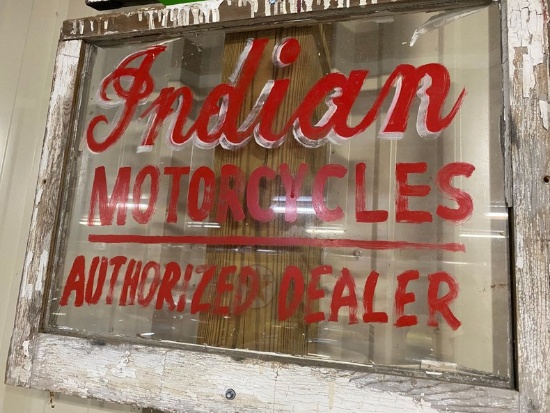 Indian
MOTORCYCLES
AUTHORIZED DEALER